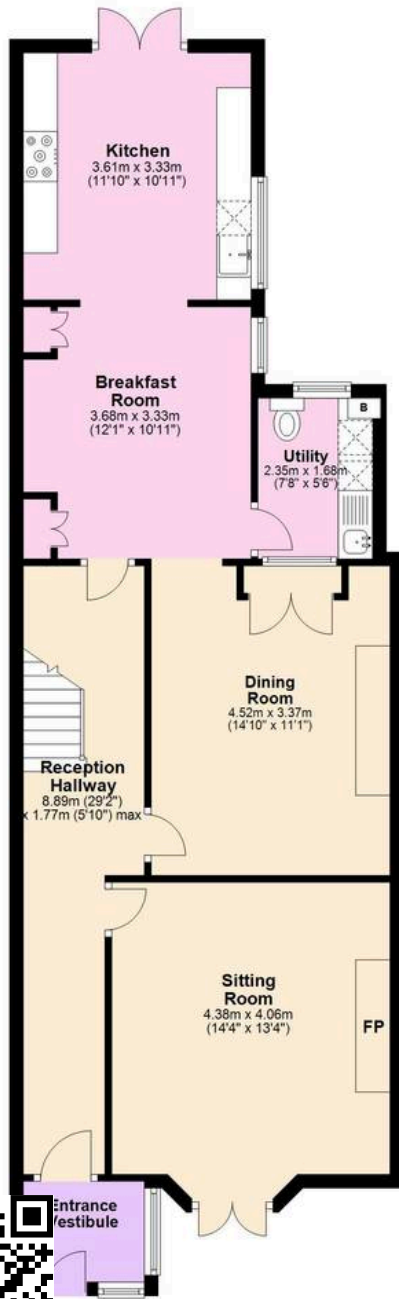 Kitchen
3.61m x 3.33m
(11'10" x 10'11")
Breakfast
Room
3.68m x 3.33m
(12'1" x 10'11")
B
Utility
2.35m x 1.68m
(7'8" x 5'6")
Dining
Room
4.52m x 3.37m
(14'10" x 11'1")
Reception
Hallway
8.89m (29'2")
x 1.77m (5'10") max
Sitting
Room
4.38m x 4.06m
(14'4" x 13'4")
FP
Entrance
Vestibule